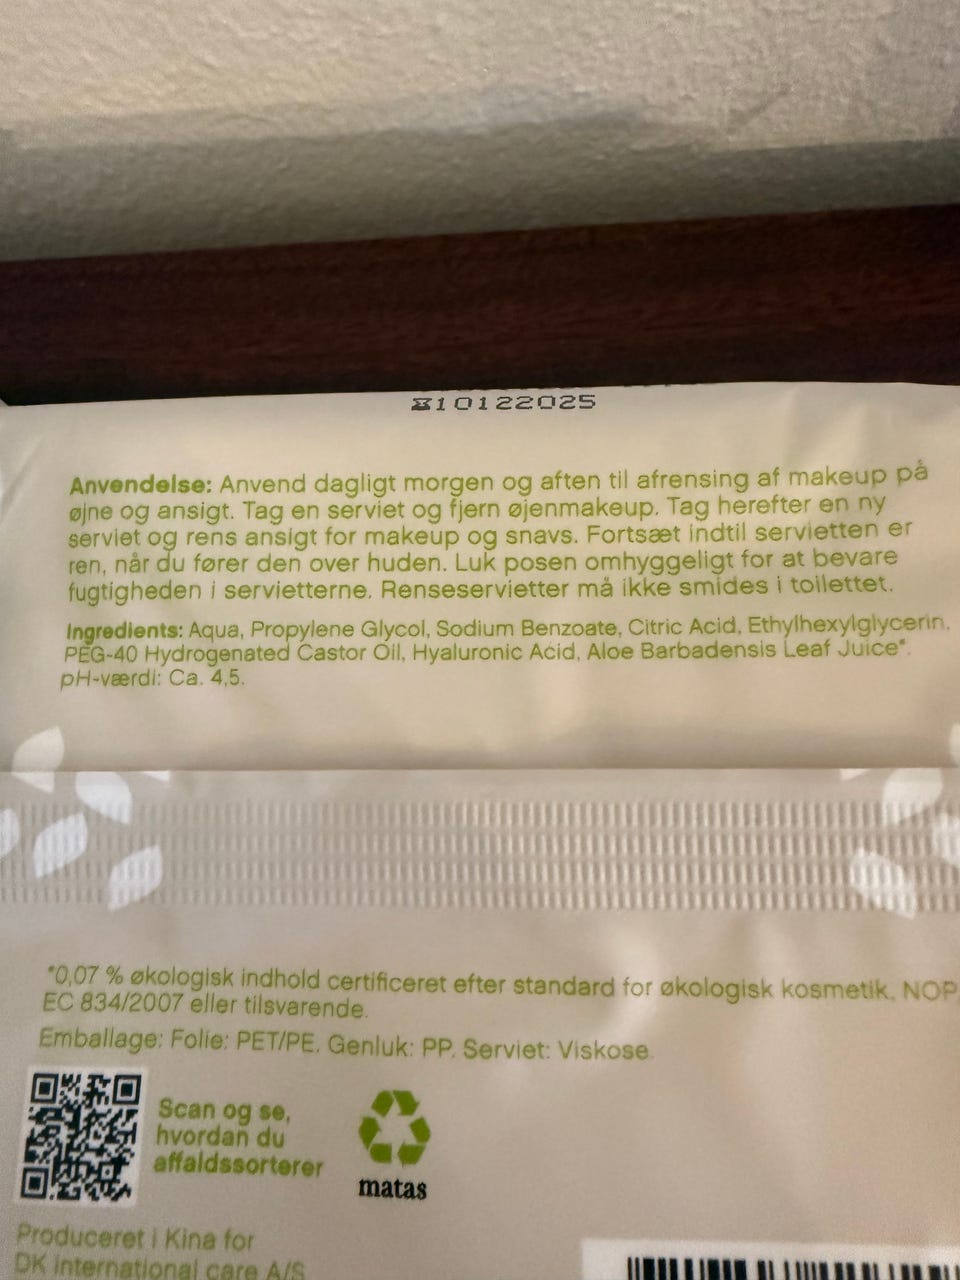 ⌛10122025
Anvendelse: Anvend dagligt morgen og aften til afrensing af makeup på
øjne og ansigt. Tag en serviet og fjern øjenmakeup. Tag herefter en ny
serviet og rens ansigt for makeup og snavs. Fortsæt indtil servietten er
ren, når du fører den over huden. Luk posen omhyggeligt for at bevare
fugtigheden i servietterne. Renseservietter må ikke smides i toilettet.
Ingredients: Aqua, Propylene Glycol, Sodium Benzoate, Citric Acid, Ethylhexylglycerin,
PEG-40 Hydrogenated Castor Oil, Hyaluronic Acid, Aloe Barbadensis Leaf Juice*.
pH-værdi: Ca. 4,5.
*0,07 % økologisk indhold certificeret efter standard for økologisk kosmetik, NOP,
EC 834/2007 eller tilsvarende.
Emballage: Folie: PET/PE. Genluk: PP. Serviet: Viskose.
Scan og se,
hvordan du
affaldssorterer
matas
Produceret i Kina for
DK international care A/S